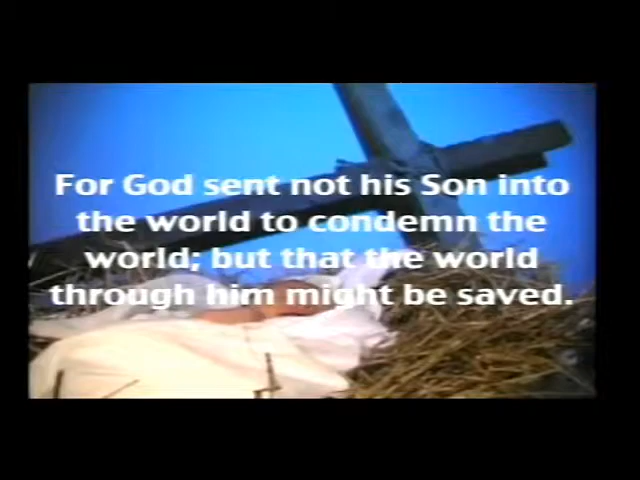 For God sent not his Son into
the world to condemn the
world; but that the world
through him might be saved.